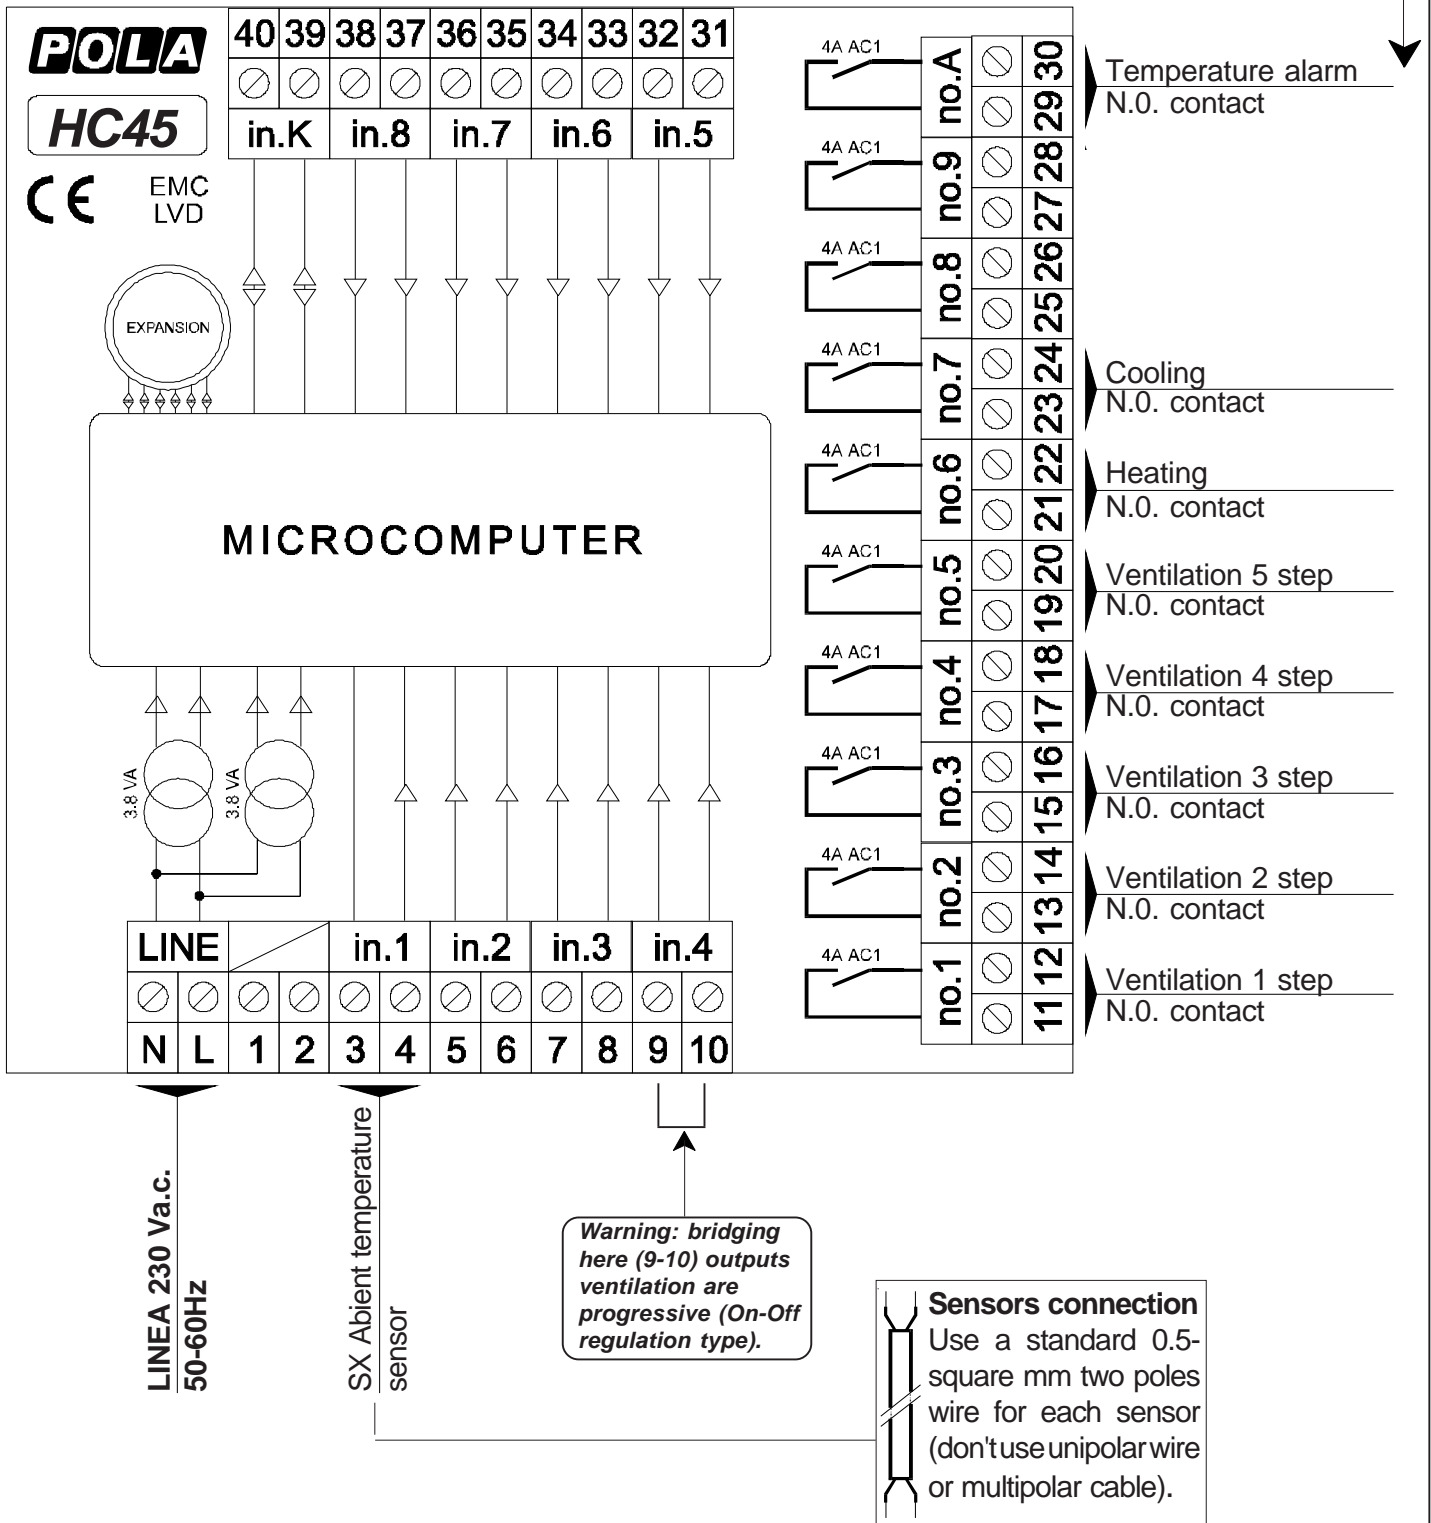 POLA
HC45
CE
EMC
LVD
40 39 38 37 36 35 34 33 32 31
in.K in.8 in.7 in.6 in.5
EXPANSION
MICROCOMPUTER
3.8 VA
3.8 VA
LINE in.1 in.2 in.3 in.4
N L 1 2 3 4 5 6 7 8 9 10
4A AC1
no.A
30
29
Temperature alarm
N.0. contact
4A AC1
no.9
28
27
4A AC1
no.8
26
25
4A AC1
no.7
24
23
Cooling
N.0. contact
4A AC1
no.6
22
21
Heating
N.0. contact
4A AC1
no.5
20
19
Ventilation 5 step
N.0. contact
4A AC1
no.4
18
17
Ventilation 4 step
N.0. contact
4A AC1
no.3
16
15
Ventilation 3 step
N.0. contact
4A AC1
no.2
14
13
Ventilation 2 step
N.0. contact
4A AC1
no.1
12
11
Ventilation 1 step
N.0. contact
LINEA 230 Va.c.
50-60Hz
SX Abient temperature
sensor
Warning: bridging
here (9-10) outputs
ventilation are
progressive (On-Off
regulation type).
Sensors connection
Use a standard 0.5-
square mm two poles
wire for each sensor
(don't use unipolar wire
or multipolar cable).